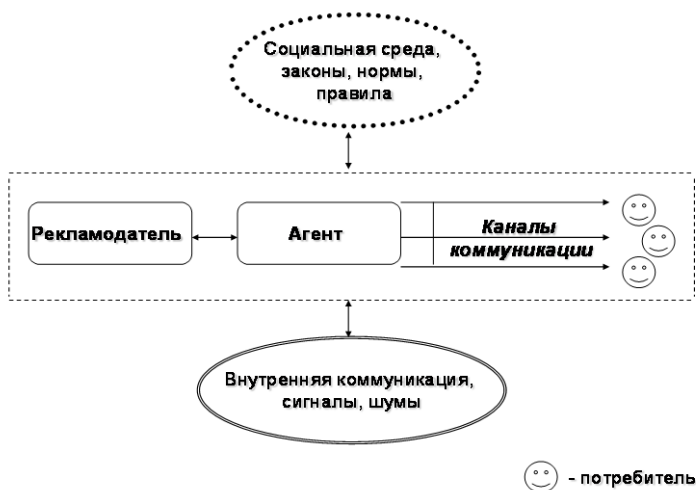 Социальная среда,
законы, нормы,
правила
Рекламодатель
Агент
Каналы
коммуникации
Внутренняя коммуникация,
сигналы, шумы
- потребитель